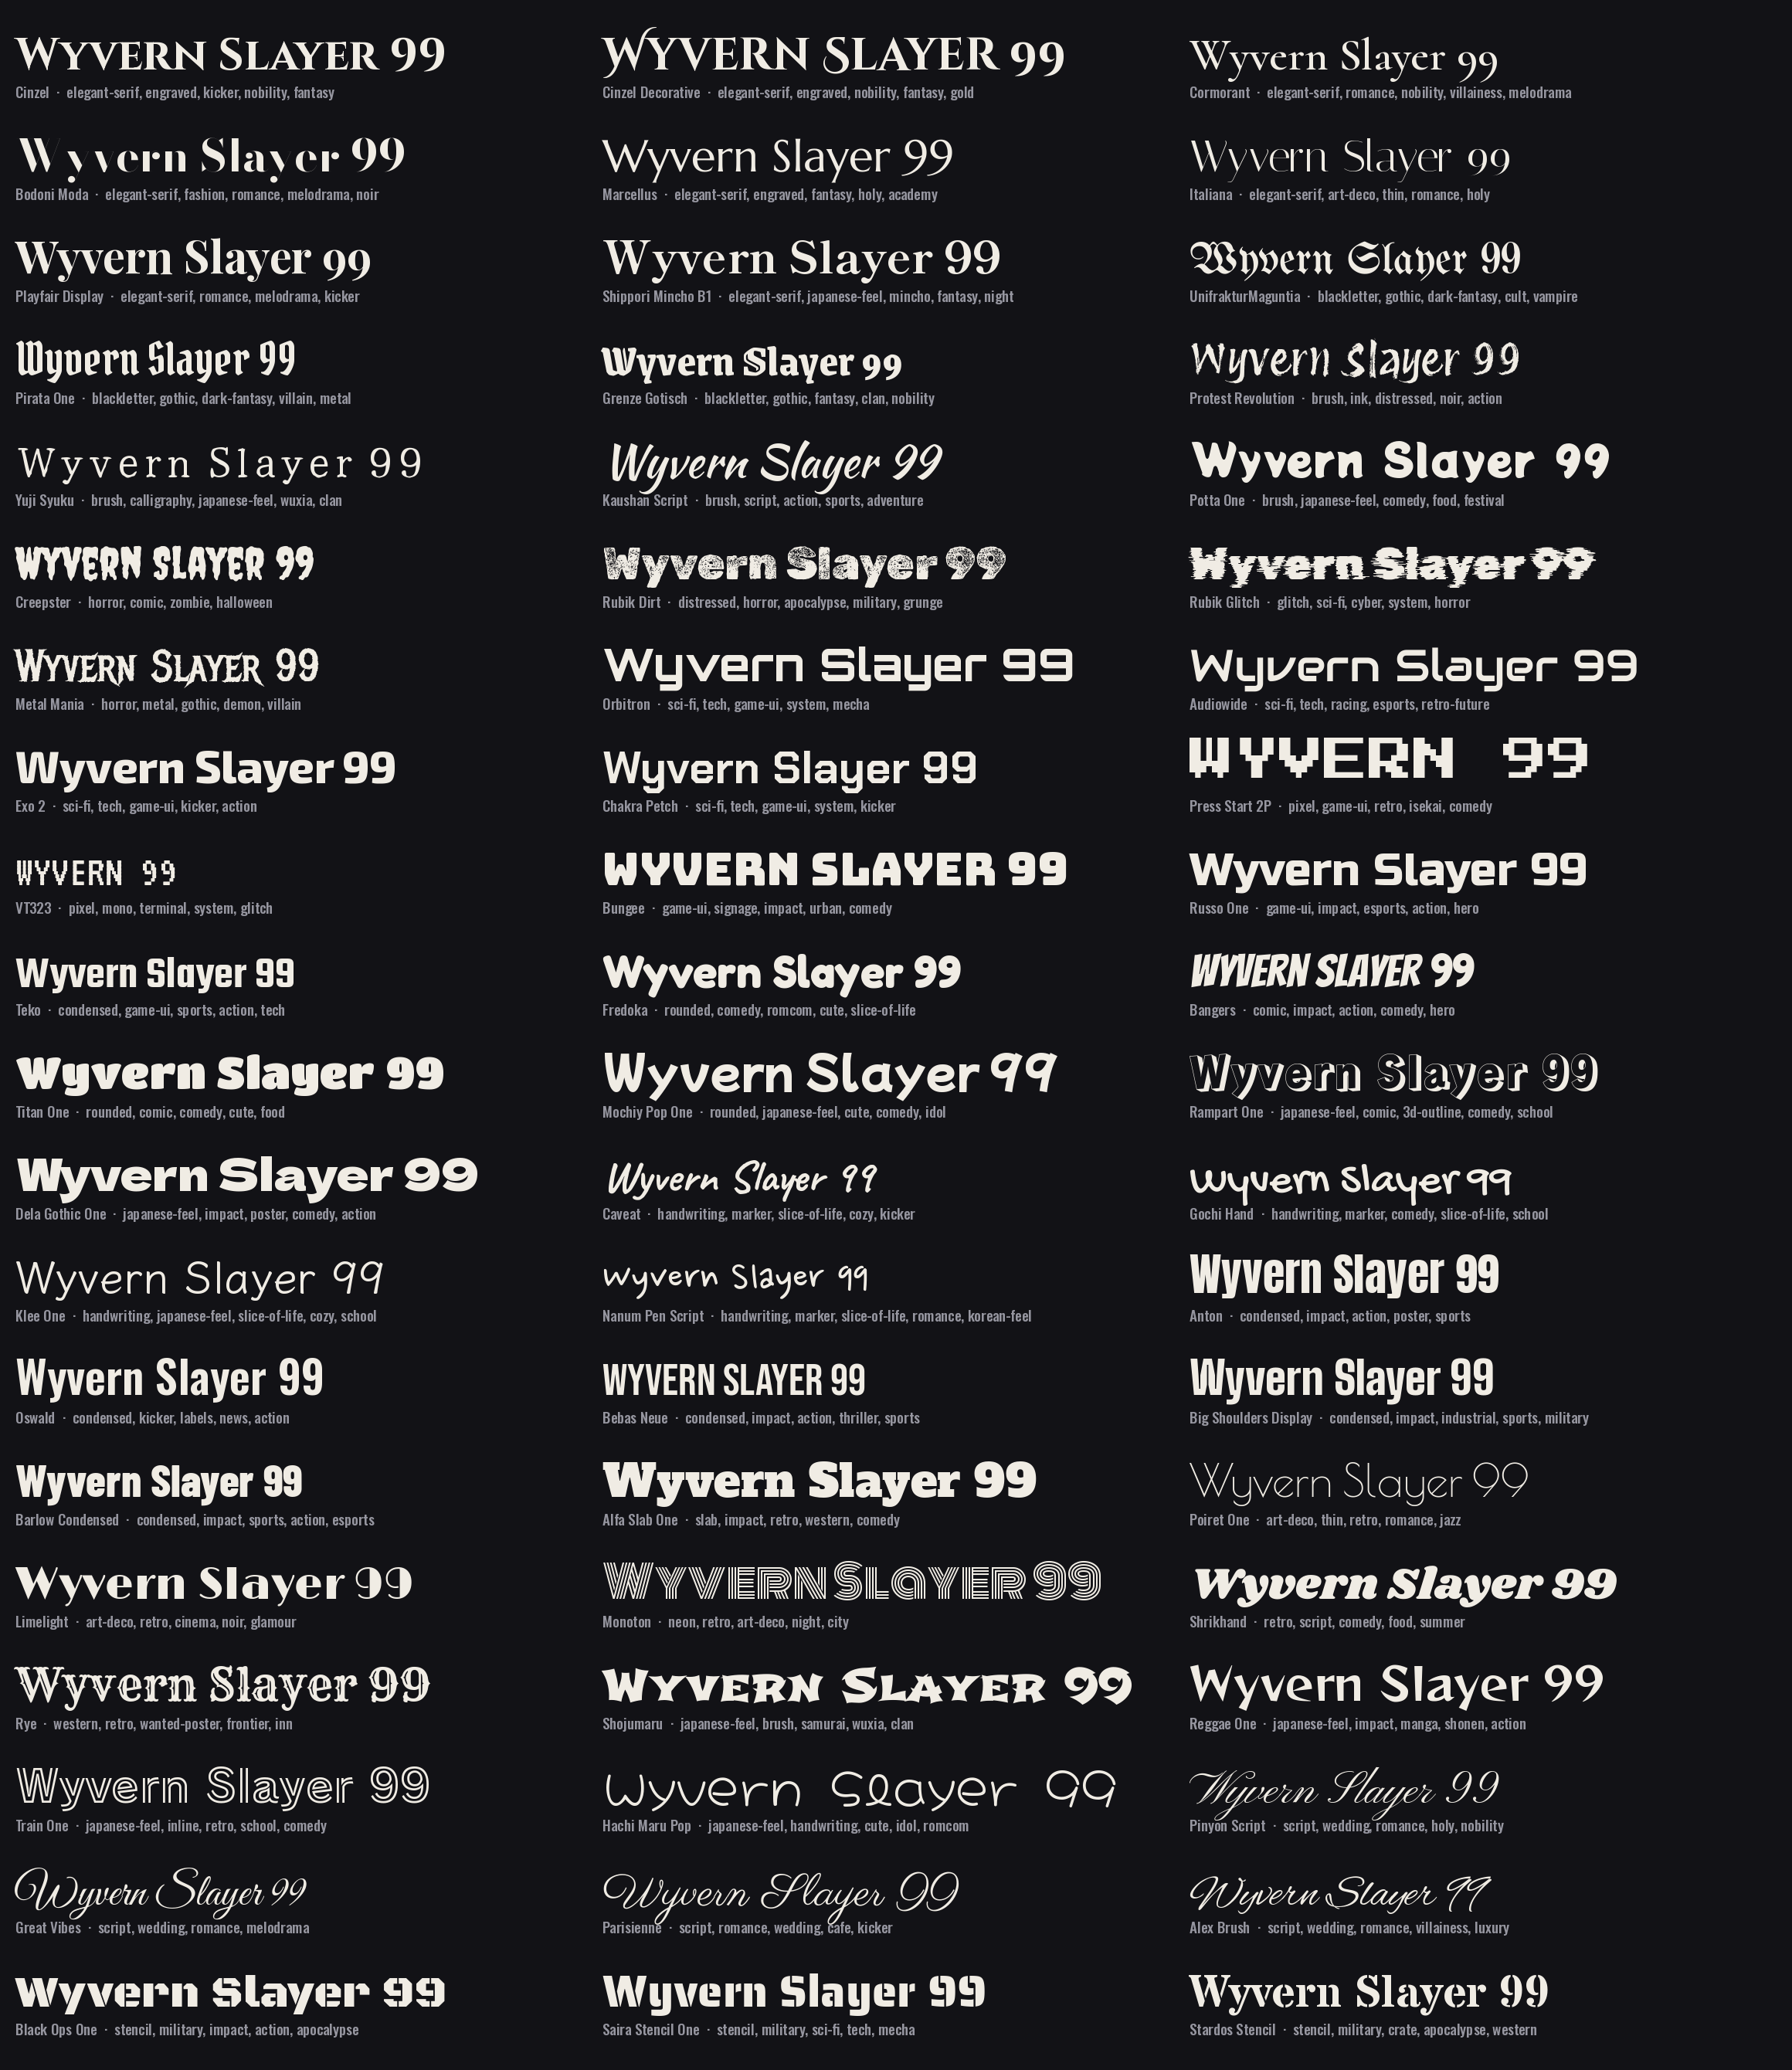 WYVERN SLAYER 99
Cinzel · elegant-serif, engraved, kicker, nobility, fantasy
WYVERN SLAYER 99
Cinzel Decorative · elegant-serif, engraved, nobility, fantasy, gold
Wyvern Slayer 99
Cormorant · elegant-serif, romance, nobility, villainess, melodrama
Wyvern Slayer 99
Bodoni Moda · elegant-serif, fashion, romance, melodrama, noir
Wyvern Slayer 99
Marcellus · elegant-serif, engraved, fantasy, holy, academy
Wyvern Slayer 99
Italiana · elegant-serif, art-deco, thin, romance, holy
Wyvern Slayer 99
Playfair Display · elegant-serif, romance, melodrama, kicker
Wyvern Slayer 99
Shippori Mincho B1 · elegant-serif, japanese-feel, mincho, fantasy, night
Wyvern Slayer 99
UnifrakturMaguntia · blackletter, gothic, dark-fantasy, cult, vampire
Wyvern Slayer 99
Pirata One · blackletter, gothic, dark-fantasy, villain, metal
Wyvern Slayer 99
Grenze Gotisch · blackletter, gothic, fantasy, clan, nobility
Wyvern Slayer 99
Protest Revolution · brush, ink, distressed, noir, action
Wyvern Slayer 99
Yuji Syuku · brush, calligraphy, japanese-feel, wuxia, clan
Wyvern Slayer 99
Kaushan Script · brush, script, action, sports, adventure
Wyvern Slayer 99
Potta One · brush, japanese-feel, comedy, food, festival
WYVERN SLAYER 99
Creepster · horror, comic, zombie, halloween
Wyvern Slayer 99
Rubik Dirt · distressed, horror, apocalypse, military, grunge
Wyvern Slayer 99
Rubik Glitch · glitch, sci-fi, cyber, system, horror
WYVERN SLAYER 99
Metal Mania · horror, metal, gothic, demon, villain
Wyvern Slayer 99
Orbitron · sci-fi, tech, game-ui, system, mecha
Wyvern Slayer 99
Audiowide · sci-fi, tech, racing, esports, retro-future
Wyvern Slayer 99
Exo 2 · sci-fi, tech, game-ui, kicker, action
Wyvern Slayer 99
Chakra Petch · sci-fi, tech, game-ui, system, kicker
WYVERN 99
Press Start 2P · pixel, game-ui, retro, isekai, comedy
WYVERN 99
VT323 · pixel, mono, terminal, system, glitch
WYVERN SLAYER 99
Bungee · game-ui, signage, impact, urban, comedy
Wyvern Slayer 99
Russo One · game-ui, impact, esports, action, hero
Wyvern Slayer 99
Teko · condensed, game-ui, sports, action, tech
Wyvern Slayer 99
Fredoka · rounded, comedy, romcom, cute, slice-of-life
WYVERN SLAYER 99
Bangers · comic, impact, action, comedy, hero
Wyvern Slayer 99
Titan One · rounded, comic, comedy, cute, food
Wyvern Slayer 99
Mochiy Pop One · rounded, japanese-feel, cute, comedy, idol
Wyvern Slayer 99
Rampart One · japanese-feel, comic, 3d-outline, comedy, school
Wyvern Slayer 99
Dela Gothic One · japanese-feel, impact, poster, comedy, action
Wyvern Slayer 99
Caveat · handwriting, marker, slice-of-life, cozy, kicker
Wyvern Slayer 99
Gochi Hand · handwriting, marker, comedy, slice-of-life, school
Wyvern Slayer 99
Klee One · handwriting, japanese-feel, slice-of-life, cozy, school
Wyvern Slayer 99
Nanum Pen Script · handwriting, marker, slice-of-life, romance, korean-feel
Wyvern Slayer 99
Anton · condensed, impact, action, poster, sports
Wyvern Slayer 99
Oswald · condensed, kicker, labels, news, action
WYVERN SLAYER 99
Bebas Neue · condensed, impact, action, thriller, sports
Wyvern Slayer 99
Big Shoulders Display · condensed, impact, industrial, sports, military
Wyvern Slayer 99
Barlow Condensed · condensed, impact, sports, action, esports
Wyvern Slayer 99
Alfa Slab One · slab, impact, retro, western, comedy
Wyvern Slayer 99
Poiret One · art-deco, thin, retro, romance, jazz
Wyvern Slayer 99
Limelight · art-deco, retro, cinema, noir, glamour
WYVERN SLAYER 99
Monoton · neon, retro, art-deco, night, city
Wyvern Slayer 99
Shrikhand · retro, script, comedy, food, summer
Wyvern Slayer 99
Rye · western, retro, wanted-poster, frontier, inn
WYVERN SLAYER 99
Shojumaru · japanese-feel, brush, samurai, wuxia, clan
Wyvern Slayer 99
Reggae One · japanese-feel, impact, manga, shonen, action
Wyvern Slayer 99
Train One · japanese-feel, inline, retro, school, comedy
Wyvern Slayer 99
Hachi Maru Pop · japanese-feel, handwriting, cute, idol, romcom
Wyvern Slayer 99
Pinyon Script · script, wedding, romance, holy, nobility
Wyvern Slayer 99
Great Vibes · script, wedding, romance, melodrama
Wyvern Slayer 99
Parisienne · script, romance, wedding, cafe, kicker
Wyvern Slayer 99
Alex Brush · script, wedding, romance, villainess, luxury
Wyvern Slayer 99
Black Ops One · stencil, military, impact, action, apocalypse
Wyvern Slayer 99
Saira Stencil One · stencil, military, sci-fi, tech, mecha
Wyvern Slayer 99
Stardos Stencil · stencil, military, crate, apocalypse, western